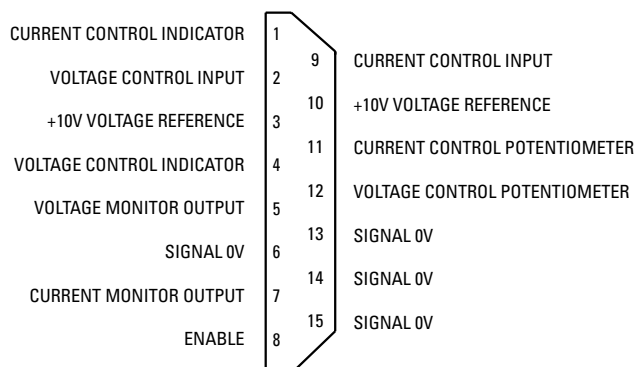 CURRENT CONTROL INDICATOR 1
VOLTAGE CONTROL INPUT 2
+10V VOLTAGE REFERENCE 3
VOLTAGE CONTROL INDICATOR 4
VOLTAGE MONITOR OUTPUT 5
SIGNAL 0V 6
CURRENT MONITOR OUTPUT 7
ENABLE 8
9 CURRENT CONTROL INPUT
10 +10V VOLTAGE REFERENCE
11 CURRENT CONTROL POTENTIOMETER
12 VOLTAGE CONTROL POTENTIOMETER
13 SIGNAL 0V
14 SIGNAL 0V
15 SIGNAL 0V